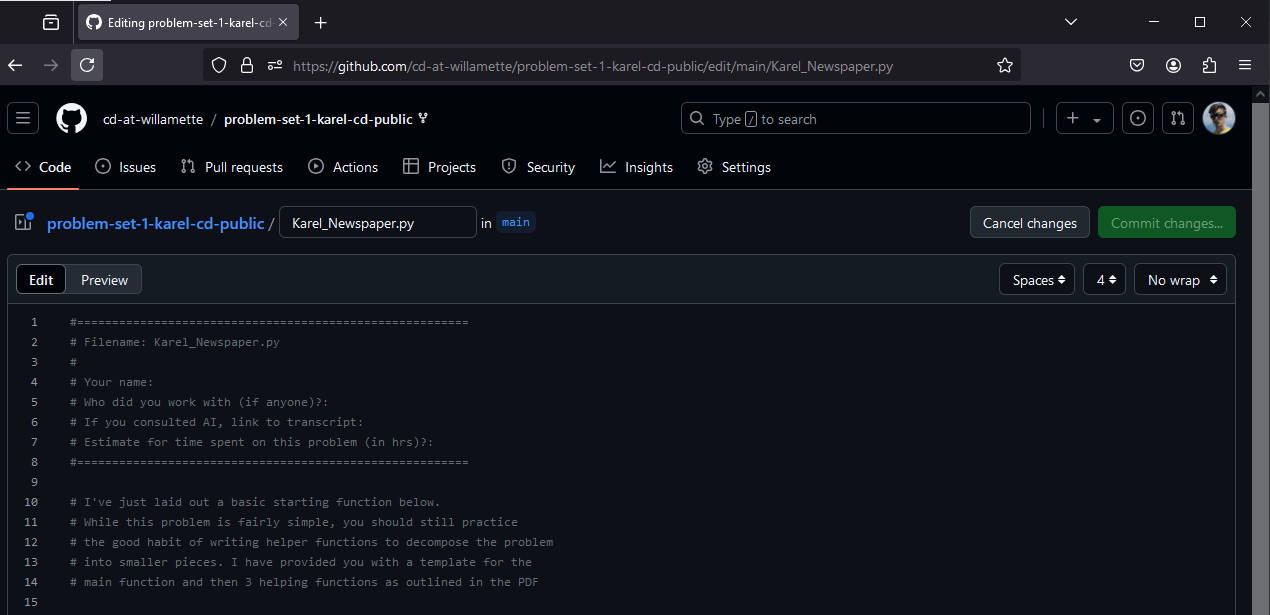 Editing problem-set-1-karel-cd-
https://github.com/cd-at-willamette/problem-set-1-karel-cd-public/edit/main/Karel_Newspaper.py
cd-at-willamette / problem-set-1-karel-cd-public
Type / to search
Code Issues Pull requests Actions Projects Security Insights Settings
problem-set-1-karel-cd-public / Karel_Newspaper.py in main Cancel changes Commit changes...
Edit Preview Spaces 4 No wrap
1 #========================================================
2 # Filename: Karel_Newspaper.py
3 #
4 # Your name:
5 # Who did you work with (if anyone)?:
6 # If you consulted AI, link to transcript:
7 # Estimate for time spent on this problem (in hrs)?:
8 #========================================================
9
10 # I've just laid out a basic starting function below.
11 # While this problem is fairly simple, you should still practice
12 # the good habit of writing helper functions to decompose the problem
13 # into smaller pieces. I have provided you with a template for the
14 # main function and then 3 helping functions as outlined in the PDF
15